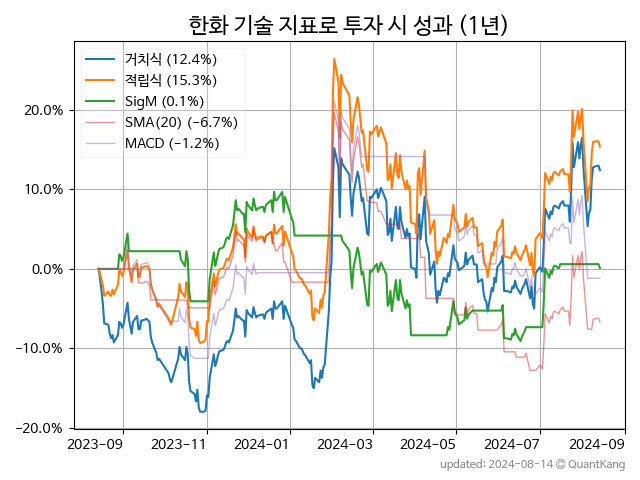 한화 기술 지표로 투자 시 성과 (1년)
거치식 (12.4%)
적립식 (15.3%)
SigM (0.1%)
SMA(20) (−6.7%)
MACD (−1.2%)
20.0%
10.0%
0.0%
−10.0%
−20.0%
2023-09 2023-11 2024-01 2024-03 2024-05 2024-07 2024-09
updated: 2024-08-14 © QuantKang